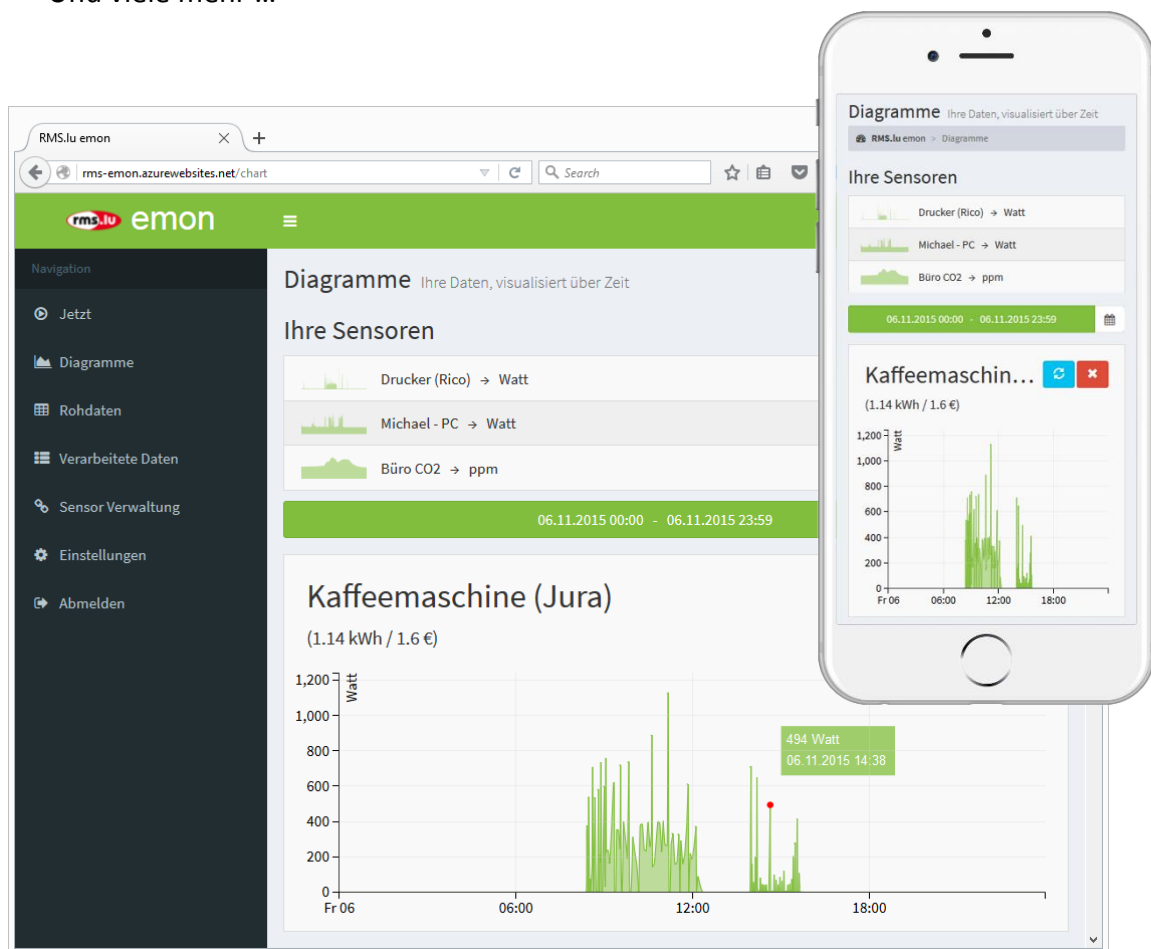 Und viele mehr ...
RMS.lu emon
rms-emon.azurewebsites.net/chart
Search
rms.lu emon
Navigation
Jetzt
Diagramme
Rohdaten
Verarbeitete Daten
Sensor Verwaltung
Einstellungen
Abmelden
Diagramme Ihre Daten, visualisiert über Zeit
Ihre Sensoren
Drucker (Rico) → Watt
Michael - PC → Watt
Büro CO2 → ppm
06.11.2015 00:00 - 06.11.2015 23:59
Kaffeemaschine (Jura)
(1.14 kWh / 1.6 €)
Watt
1,200
1,000
800
600
400
200
0
494 Watt
06.11.2015 14:38
Fr 06 06:00 12:00 18:00
Diagramme Ihre Daten, visualisiert über Zeit
RMS.lu emon > Diagramme
Ihre Sensoren
Drucker (Rico) → Watt
Michael - PC → Watt
Büro CO2 → ppm
06.11.2015 00:00 - 06.11.2015 23:59
Kaffeemaschin...
(1.14 kWh / 1.6 €)
Watt
1,200
1,000
800
600
400
200
0
Fr 06 06:00 12:00 18:00